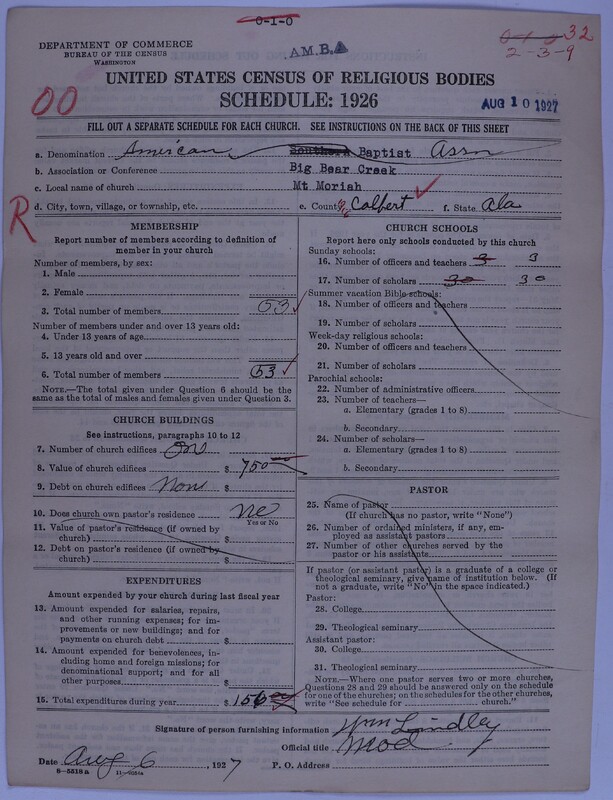 0-1-0
DEPARTMENT OF COMMERCE
BUREAU OF THE CENSUS
WASHINGTON
A.M.B.A
0-1-0 32
2-3-9
UNITED STATES CENSUS OF RELIGIOUS BODIES
SCHEDULE: 1926
00
AUG 10 1927
FILL OUT A SEPARATE SCHEDULE FOR EACH CHURCH. SEE INSTRUCTIONS ON THE BACK OF THIS SHEET
a. Denomination American Southern Baptist Assn
b. Association or Conference Big Bear Creek
c. Local name of church Mt Moriah
R
d. City, town, village, or township, etc. e. County Colbert f. State Ala
MEMBERSHIP
Report number of members according to definition of member in your church
Number of members, by sex:
1. Male
2. Female
3. Total number of members 53
Number of members under and over 13 years old:
4. Under 13 years of age
5. 13 years old and over
6. Total number of members 53
NOTE.—The total given under Question 6 should be the
same as the total of males and females given under Question 3.
CHURCH BUILDINGS
See instructions, paragraphs 10 to 12
7. Number of church edifices On
8. Value of church edifices $ 750
9. Debt on church edifices None $
10. Does church own pastor's residence no
Yes or No
11. Value of pastor's residence (if owned by
church) $
12. Debt on pastor's residence (if owned by
church) $
EXPENDITURES
Amount expended by your church during last fiscal year
13. Amount expended for salaries, repairs,
and other running expenses; for im-
provements or new buildings; and for
payments on church debt $
14. Amount expended for benevolences, in-
cluding home and foreign missions; for
denominational support; and for all
other purposes $
15. Total expenditures during year $ 156
CHURCH SCHOOLS
Report here only schools conducted by this church
Sunday schools:
16. Number of officers and teachers 3 3
17. Number of scholars 30 30
Summer vacation Bible schools:
18. Number of officers and teachers
19. Number of scholars
Week-day religious schools:
20. Number of officers and teachers
21. Number of scholars
Parochial schools:
22. Number of administrative officers
23. Number of teachers—
a. Elementary (grades 1 to 8)
b. Secondary
24. Number of scholars—
a. Elementary (grades 1 to 8)
b. Secondary
PASTOR
25. Name of pastor
(If church has no pastor, write "None")
26. Number of ordained ministers, if any, em-
ployed as assistant pastors
27. Number of other churches served by the
pastor or his assistants
If pastor (or assistant pastor) is a graduate of a college or
theological seminary, give name of institution below. (If
not a graduate, write "No" in the space indicated.)
Pastor:
28. College
29. Theological seminary
Assistant pastor:
30. College
31. Theological seminary
NOTE.—Where one pastor serves two or more churches,
Questions 28 and 29 should be answered only on the schedule
for one of the churches; on the schedules for the other churches,
write "See schedule for church."
Signature of person furnishing information Lindley
Official title Mod
Date Aug 6, 1927 P. O. Address
8-5518a